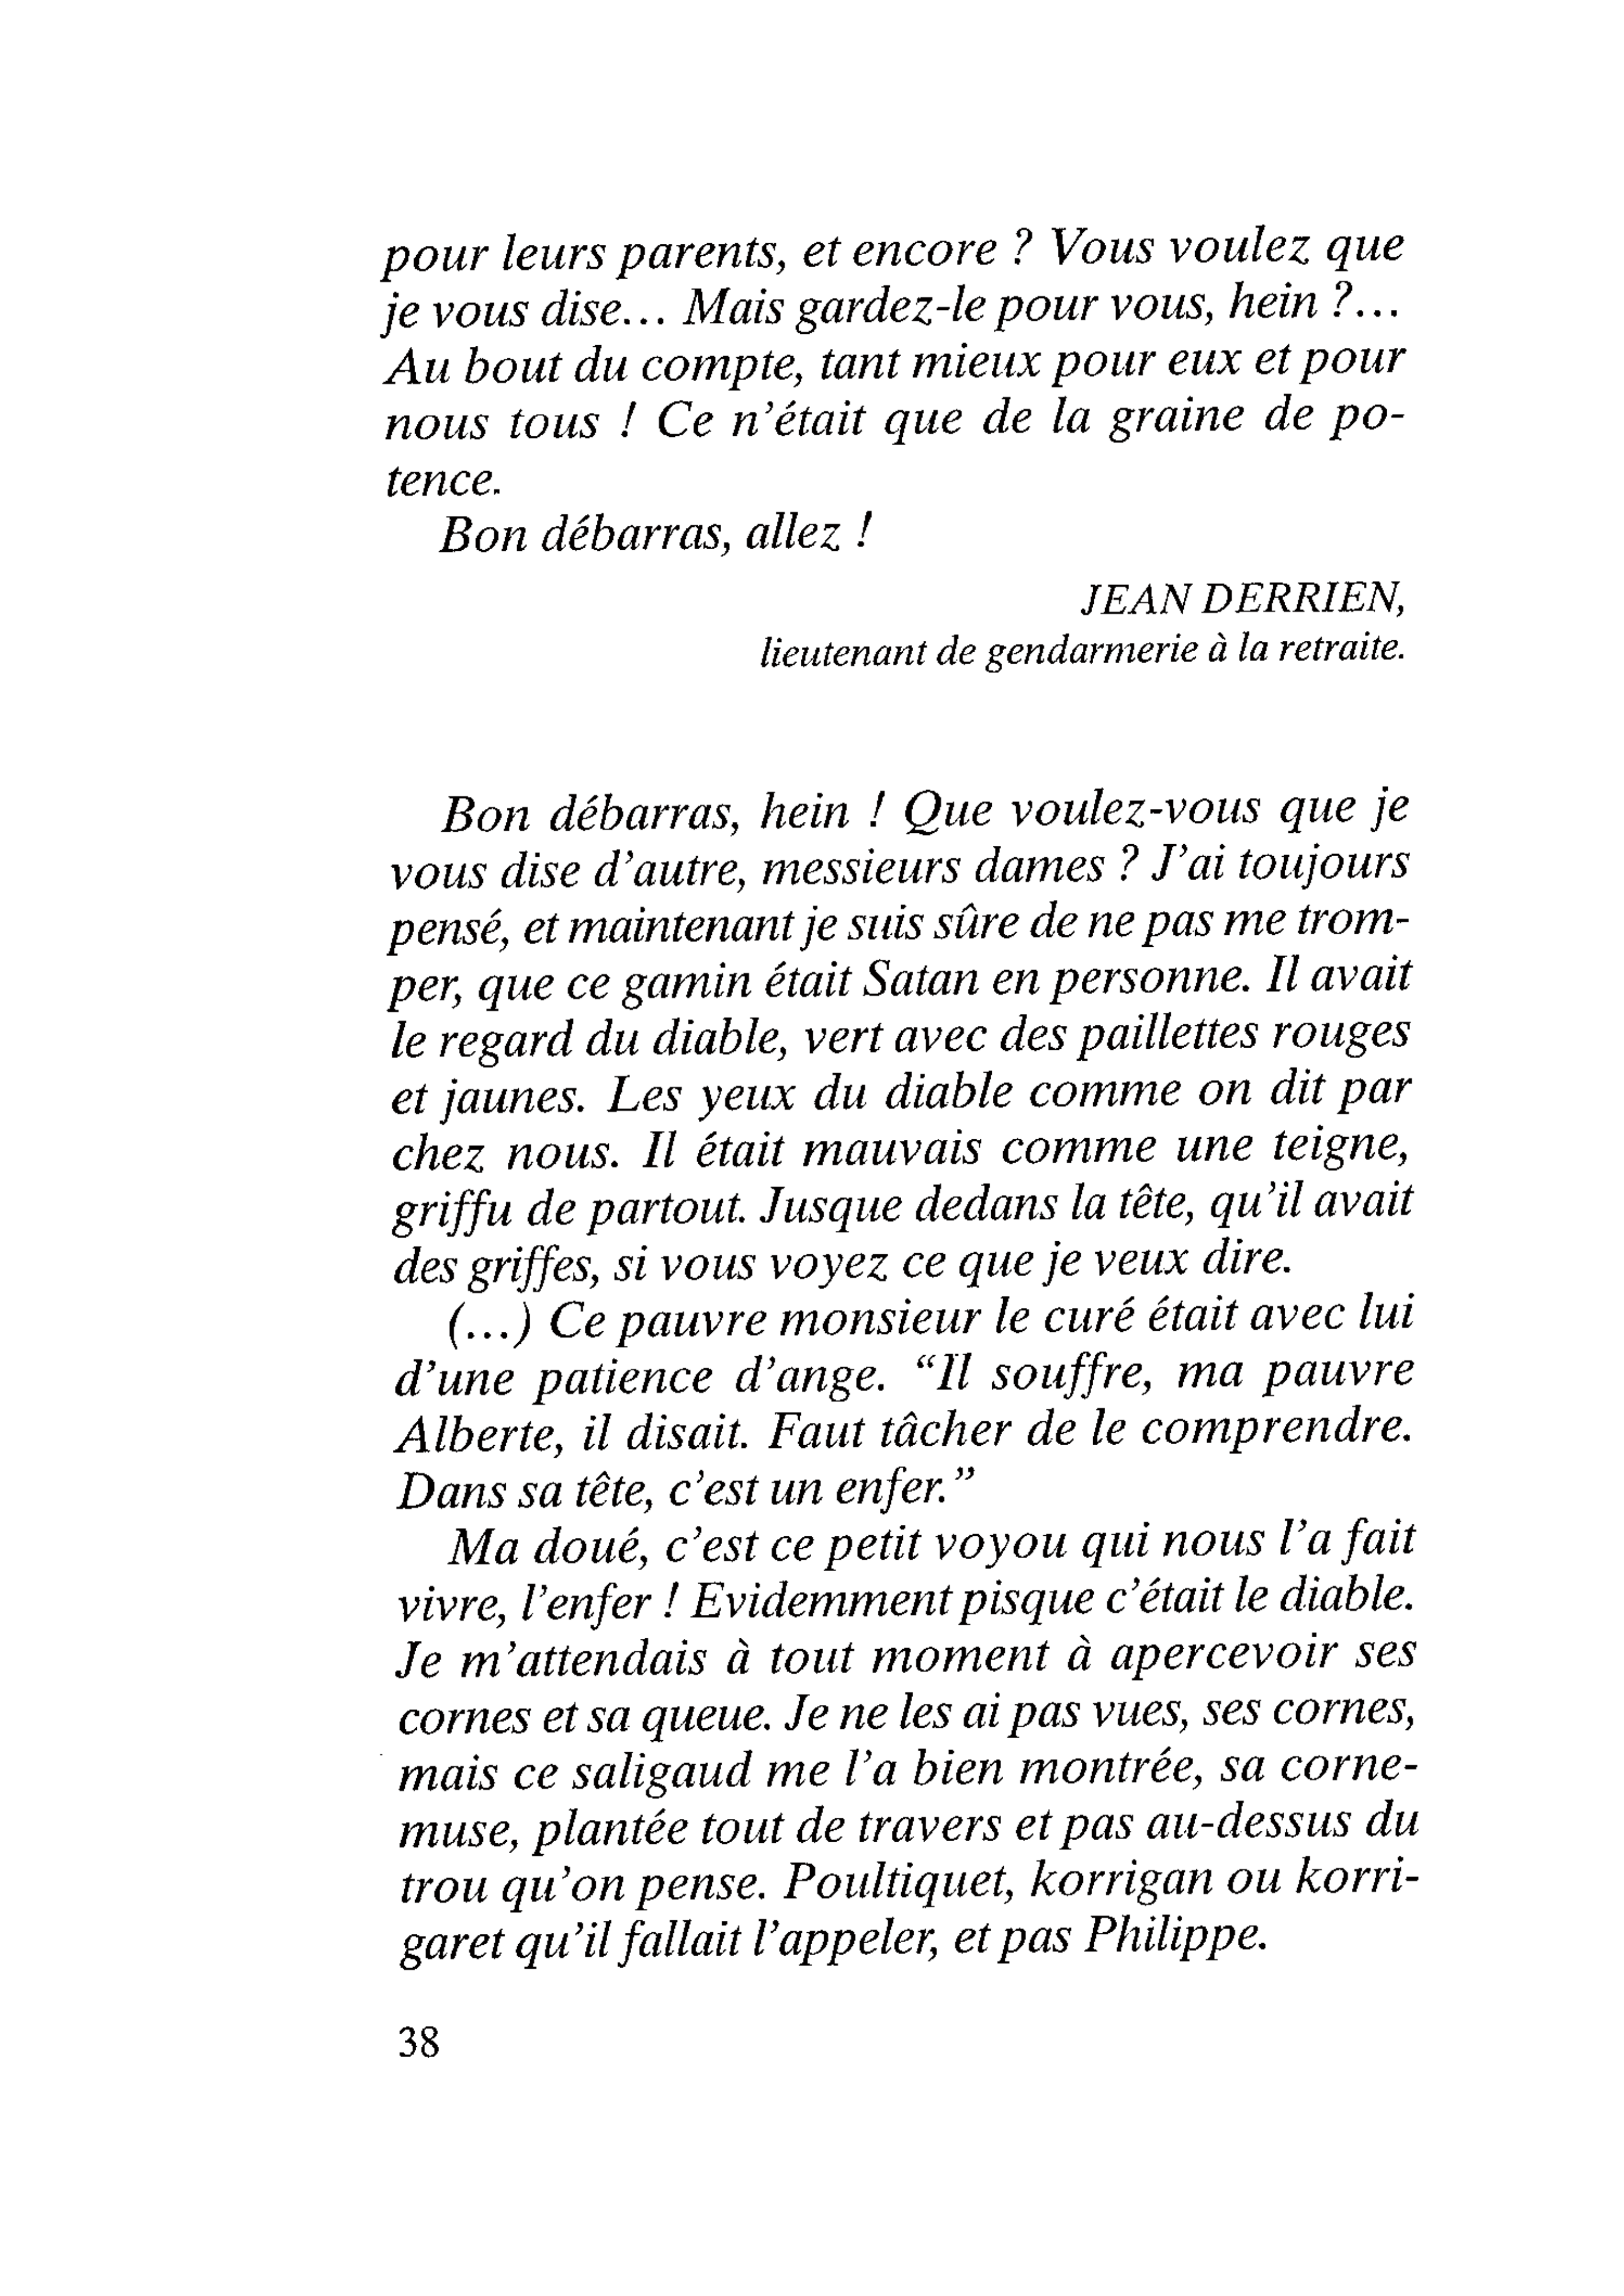 pour leurs parents, et encore ? Vous voulez que
je vous dise... Mais gardez-le pour vous, hein ?...
Au bout du compte, tant mieux pour eux et pour
nous tous ! Ce n'était que de la graine de po-
tence.
Bon débarras, allez !
JEAN DERRIEN,
lieutenant de gendarmerie à la retraite.
Bon débarras, hein ! Que voulez-vous que je
vous dise d'autre, messieurs dames ? J'ai toujours
pensé, et maintenant je suis sûre de ne pas me trom-
per, que ce gamin était Satan en personne. Il avait
le regard du diable, vert avec des paillettes rouges
et jaunes. Les yeux du diable comme on dit par
chez nous. Il était mauvais comme une teigne,
griffu de partout. Jusque dedans la tête, qu'il avait
des griffes, si vous voyez ce que je veux dire.
(...) Ce pauvre monsieur le curé était avec lui
d'une patience d'ange. “Il souffre, ma pauvre
Alberte, il disait. Faut tâcher de le comprendre.
Dans sa tête, c'est un enfer.”
Ma doué, c'est ce petit voyou qui nous l'a fait
vivre, l'enfer ! Evidemment pisque c'était le diable.
Je m'attendais à tout moment à apercevoir ses
cornes et sa queue. Je ne les ai pas vues, ses cornes,
mais ce saligaud me l'a bien montrée, sa corne-
muse, plantée tout de travers et pas au-dessus du
trou qu'on pense. Poultiquet, korrigan ou korri-
garet qu'il fallait l'appeler, et pas Philippe.
38